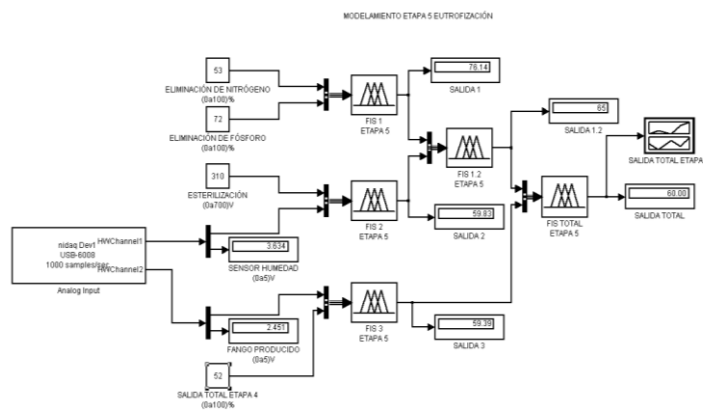 MODELAMIENTO ETAPA 5 EUTROFIZACIÓN
53
ELIMINACIÓN DE NITRÓGENO
(0a100)%
72
ELIMINACIÓN DE FÓSFORO
(0a100)%
FIS 1
ETAPA 5
76.14
SALIDA 1
FIS 1.2
ETAPA 5
65
SALIDA 1.2
SALIDA TOTAL ETAPA
310
ESTERILIZACIÓN
(0a700)V
FIS 2
ETAPA 5
59.83
SALIDA 2
FIS TOTAL
ETAPA 5
60.00
SALIDA TOTAL
nidaq Dev1
USB-6008
1000 samples/sec
HWChannel1
HWChannel2
Analog Input
3.634
SENSOR HUMEDAD
(0a5)V
2.451
FANGO PRODUCIDO
(0a5)V
FIS 3
ETAPA 5
59.39
SALIDA 3
52
SALIDA TOTAL ETAPA 4
(0a100)%